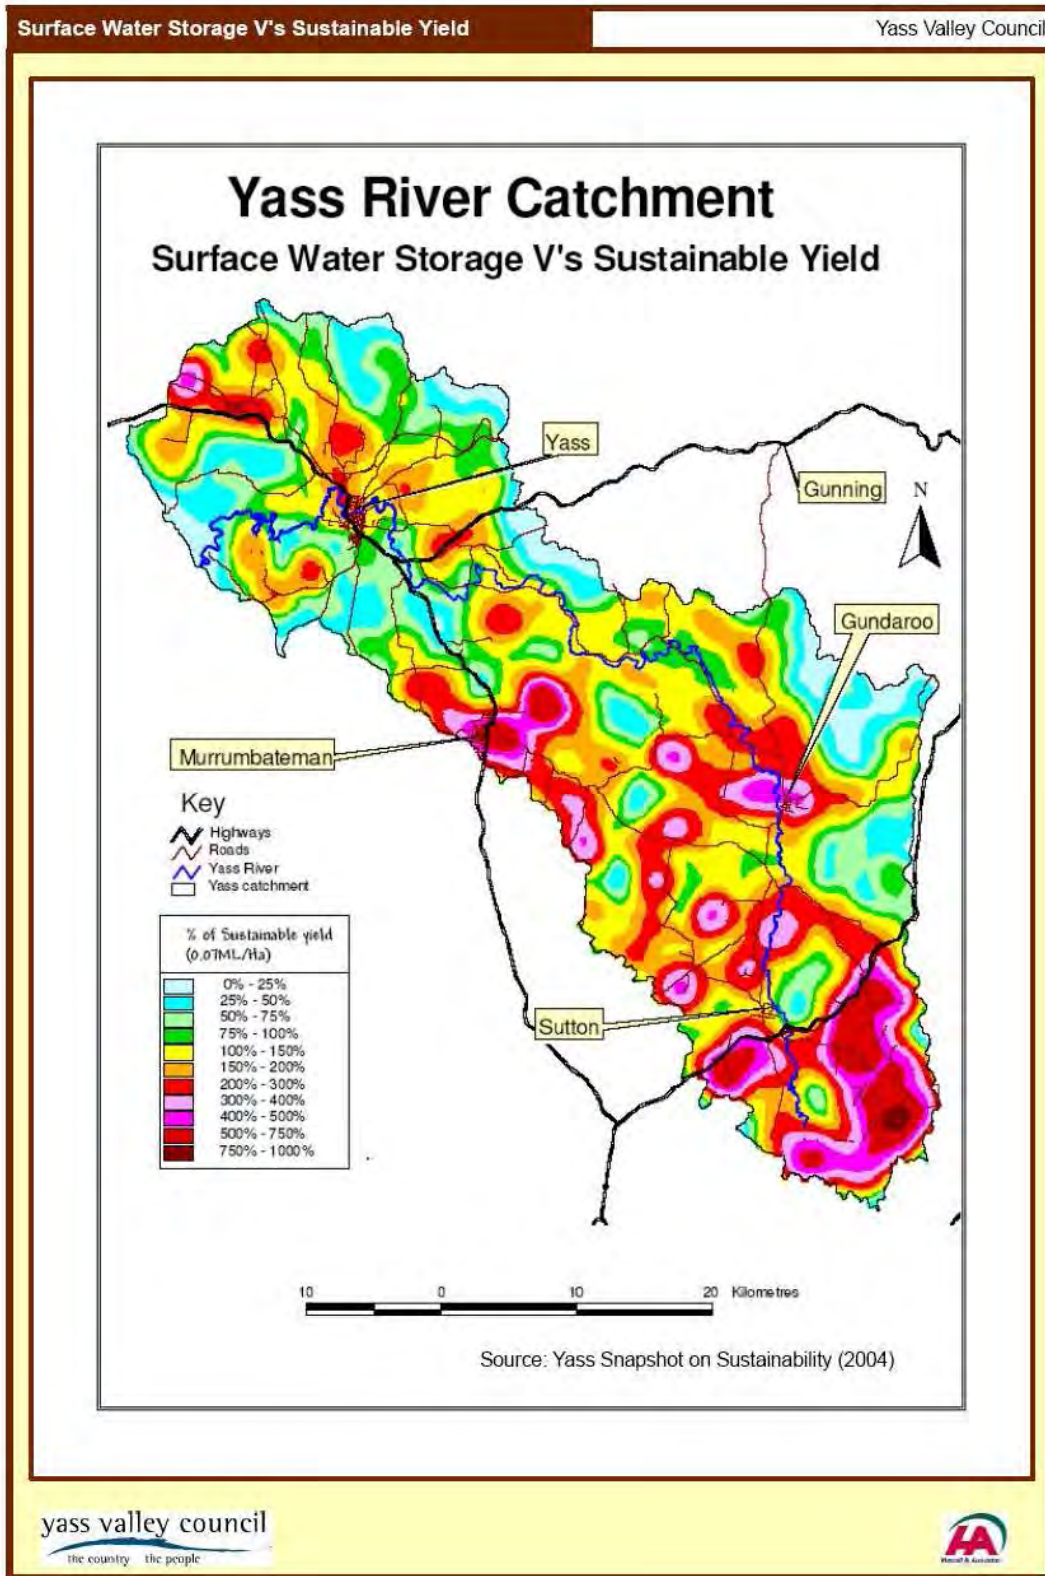 Surface Water Storage V's Sustainable Yield
Yass Valley Council
Yass River Catchment
Surface Water Storage V's Sustainable Yield
Yass
Gunning
N
Gundaroo
Murrumbateman
Key
Highways
Roads
Yass River
Yass catchment
% of Sustainable yield
(0.07ML/Ha)
0% - 25%
25% - 50%
50% - 75%
75% - 100%
100% - 150%
150% - 200%
200% - 300%
300% - 400%
400% - 500%
500% - 750%
750% - 1000%
Sutton
10 0 10 20 Kilometres
Source: Yass Snapshot on Sustainability (2004)
yass valley council
the country the people